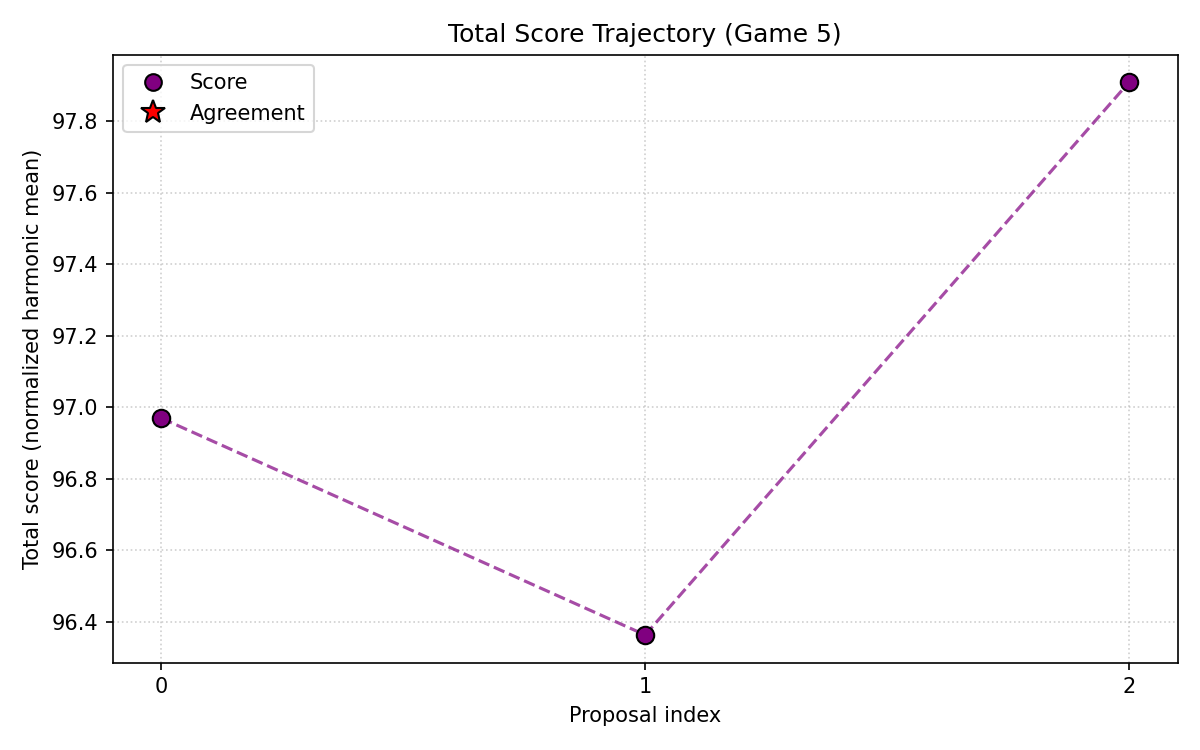 Total Score Trajectory (Game 5)
Score
Agreement
Total score (normalized harmonic mean)
97.8
97.6
97.4
97.2
97.0
96.8
96.6
96.4
0
1
2
Proposal index